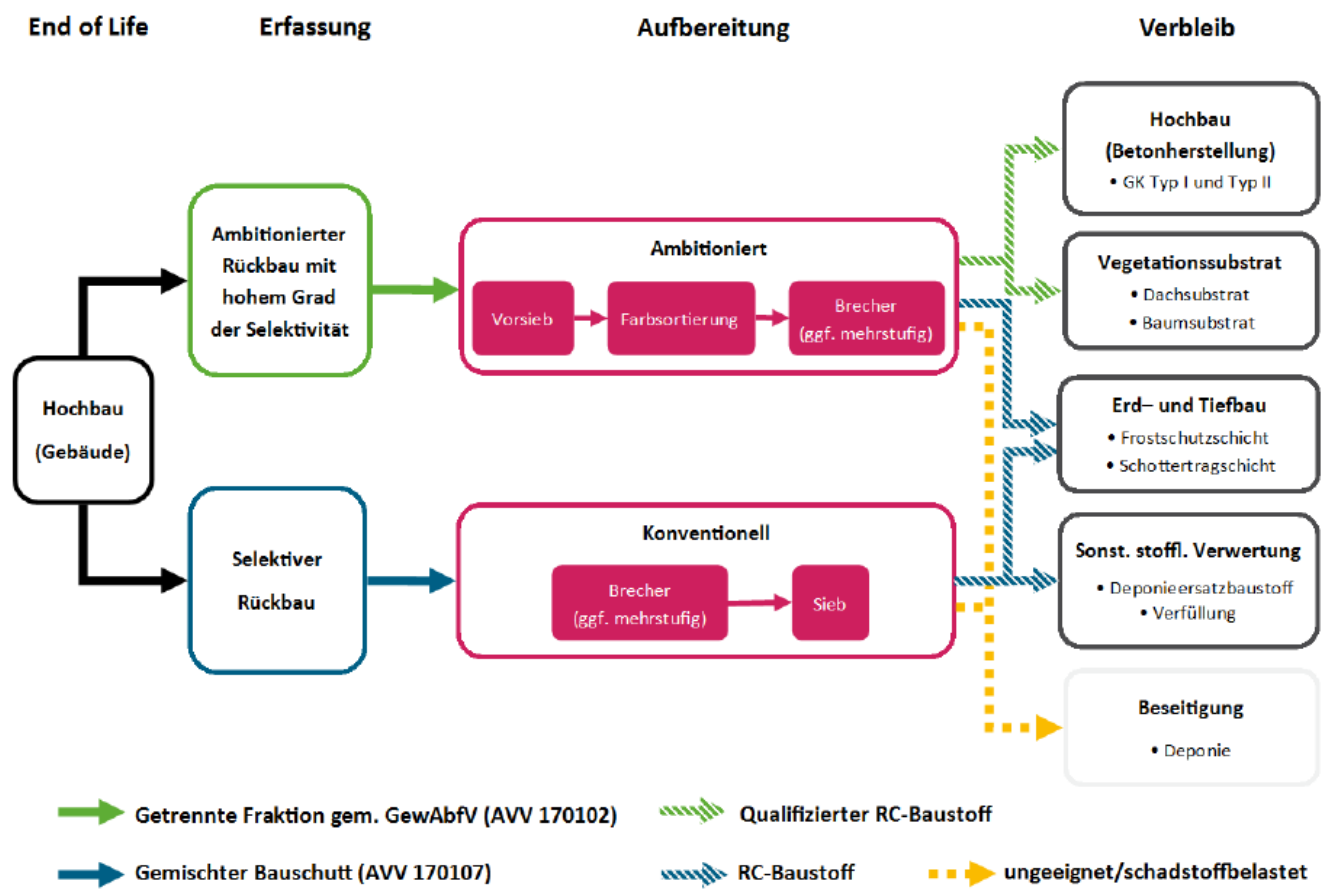 End of Life
Erfassung
Aufbereitung
Verbleib
Hochbau
(Gebäude)
Ambitionierter
Rückbau mit
hohem Grad
der Selektivität
Selektiver
Rückbau
Ambitioniert
Vorsieb
Farbsortierung
Brecher
(ggf. mehrstufig)
Konventionell
Brecher
(ggf. mehrstufig)
Sieb
Hochbau
(Betonherstellung)
• GK Typ I und Typ II
Vegetationssubstrat
• Dachsubstrat
• Baumsubstrat
Erd– und Tiefbau
• Frostschutzschicht
• Schottertragschicht
Sonst. stoffl. Verwertung
• Deponieersatzbaustoff
• Verfüllung
Beseitigung
• Deponie
Getrennte Fraktion gem. GewAbfV (AVV 170102)
Qualifizierter RC-Baustoff
Gemischter Bauschutt (AVV 170107)
RC-Baustoff
ungeeignet/schadstoffbelastet